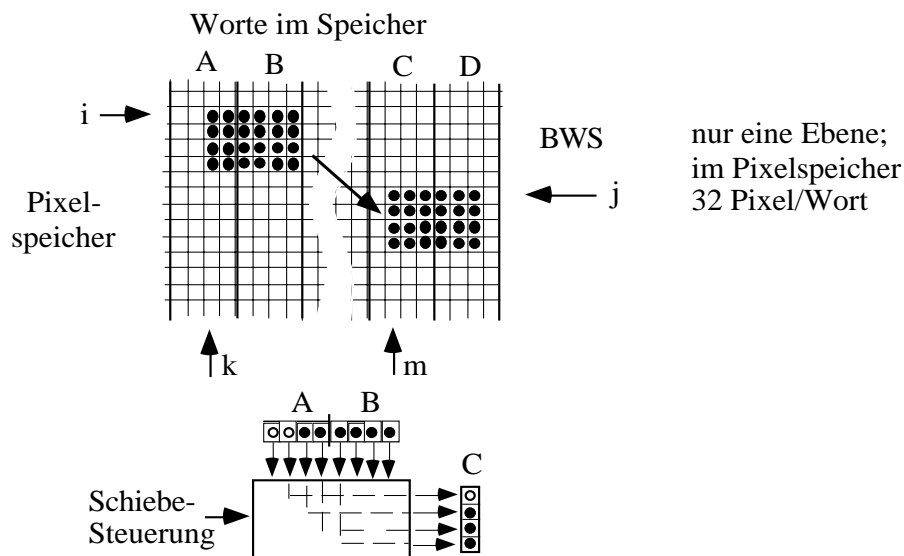 Worte im Speicher
A B C D
i
BWS
nur eine Ebene;
im Pixelspeicher
32 Pixel/Wort
j
Pixel-
speicher
k
m
A B
C
Schiebe-
Steuerung